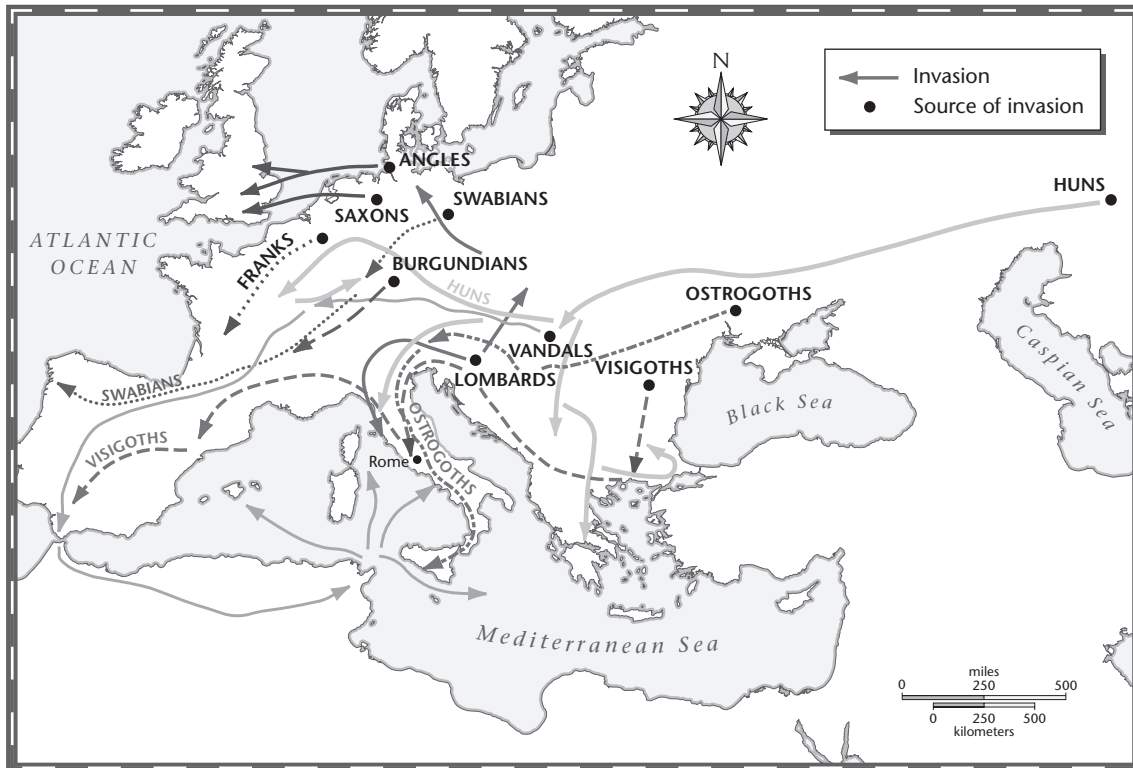 N
Invasion
Source of invasion
ANGLES
HUNS
SWABIANS
SAXONS
ATLANTIC
OCEAN
FRANKS
BURGUNDIANS
HUNS
OSTROGOTHS
VANDALS
Caspian Sea
VISIGOTHS
LOMBARDS
SWABIANS
Black Sea
OSTROGOTHS
VISIGOTHS
Rome
Mediterranean Sea
miles
0 250 500
0 250 500
kilometers